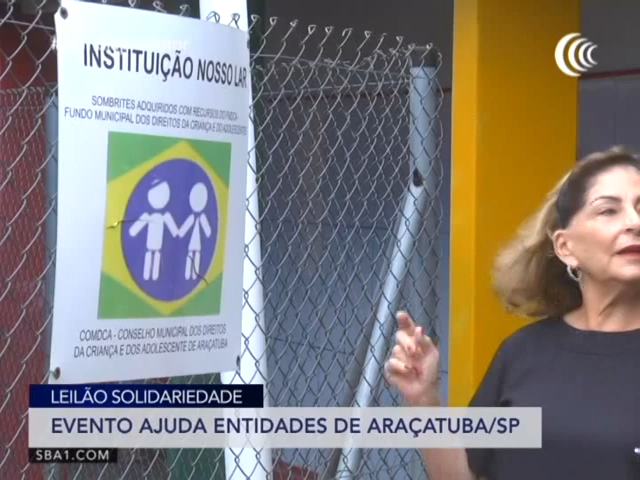 INSTITUIÇÃO NOSSO LAR
SOMBRITES ADQUIRIDOS COM RECURSOS DO FMDCA-
FUNDO MUNICIPAL DOS DIREITOS DA CRIANÇA E DO ADOLESCENTE
COMDCA - CONSELHO MUNICIPAL DOS DIREITOS
DA CRIANÇA E DOS ADOLESCENTE DE ARAÇATUBA
LEILÃO SOLIDARIEDADE
EVENTO AJUDA ENTIDADES DE ARAÇATUBA/SP
SBA1.COM